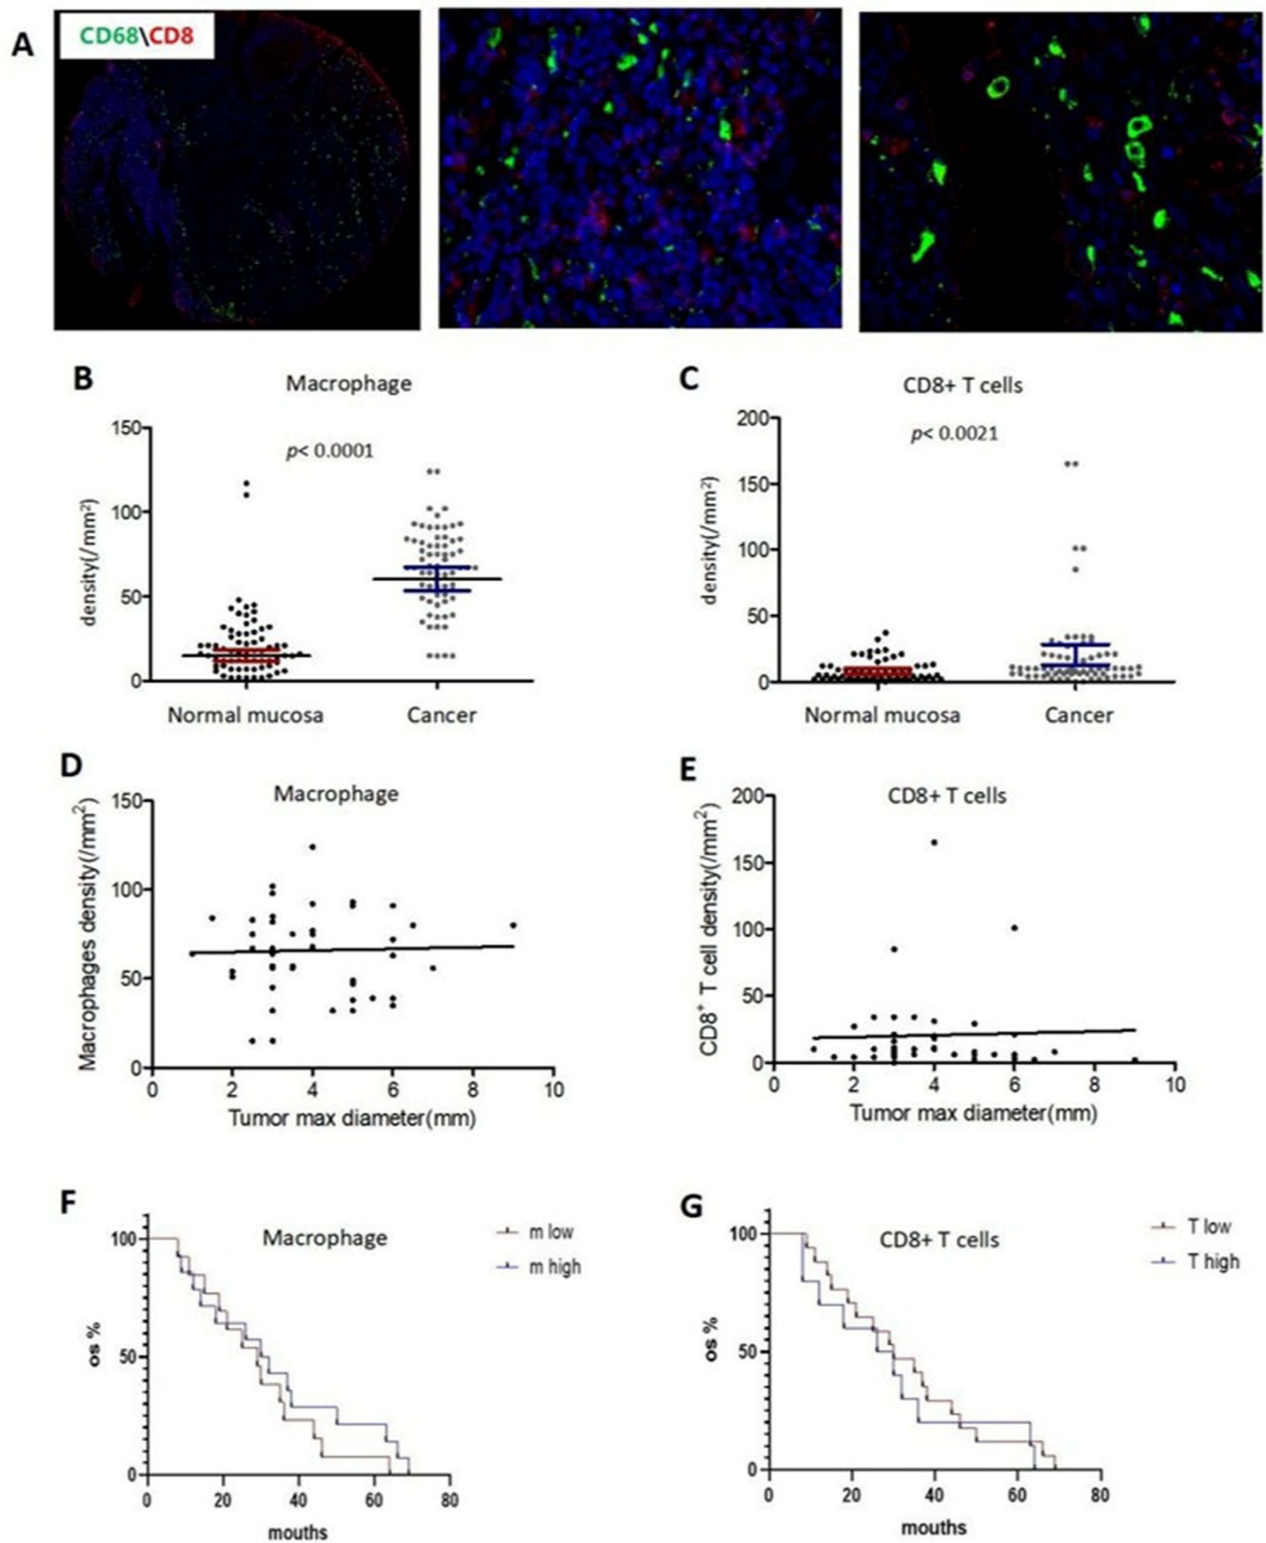 A
CD68\CD8
B
Macrophage
p< 0.0001
density(/mm²)
150
100
50
0
Normal mucosa
Cancer
C
CD8+ T cells
p< 0.0021
density(/mm²)
200
150
100
50
0
Normal mucosa
Cancer
D
Macrophage
Macrophages density(/mm²)
150
100
50
0
0 2 4 6 8 10
Tumor max diameter(mm)
E
CD8+ T cells
CD8⁺ T cell density(/mm²)
200
150
100
50
0
0 2 4 6 8 10
Tumor max diameter(mm)
F
Macrophage
m low
m high
os %
100
50
0
0 20 40 60 80
mouths
G
CD8+ T cells
T low
T high
os %
100
50
0
0 20 40 60 80
mouths